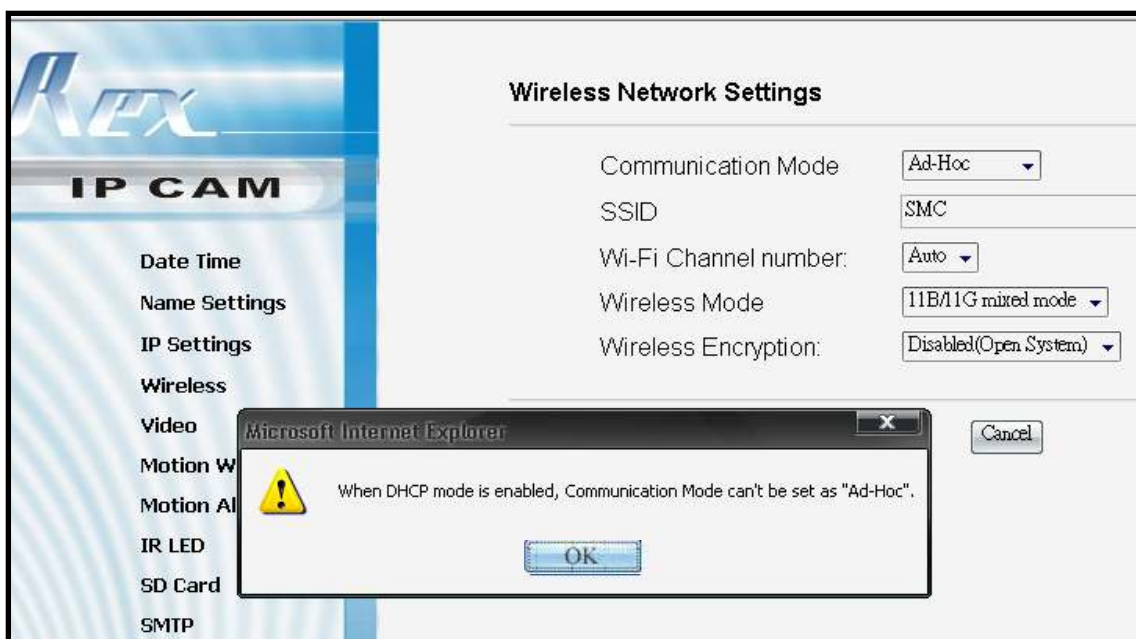 Rex
IP CAM
Date Time
Name Settings
IP Settings
Wireless
Video
Motion W
Motion Al
IR LED
SD Card
SMTP
Wireless Network Settings
Communication Mode Ad-Hoc
SSID SMC
Wi-Fi Channel number: Auto
Wireless Mode 11B/11G mixed mode
Wireless Encryption: Disabled(Open System)
Cancel
Microsoft Internet Explorer
X
When DHCP mode is enabled, Communication Mode can't be set as "Ad-Hoc".
OK